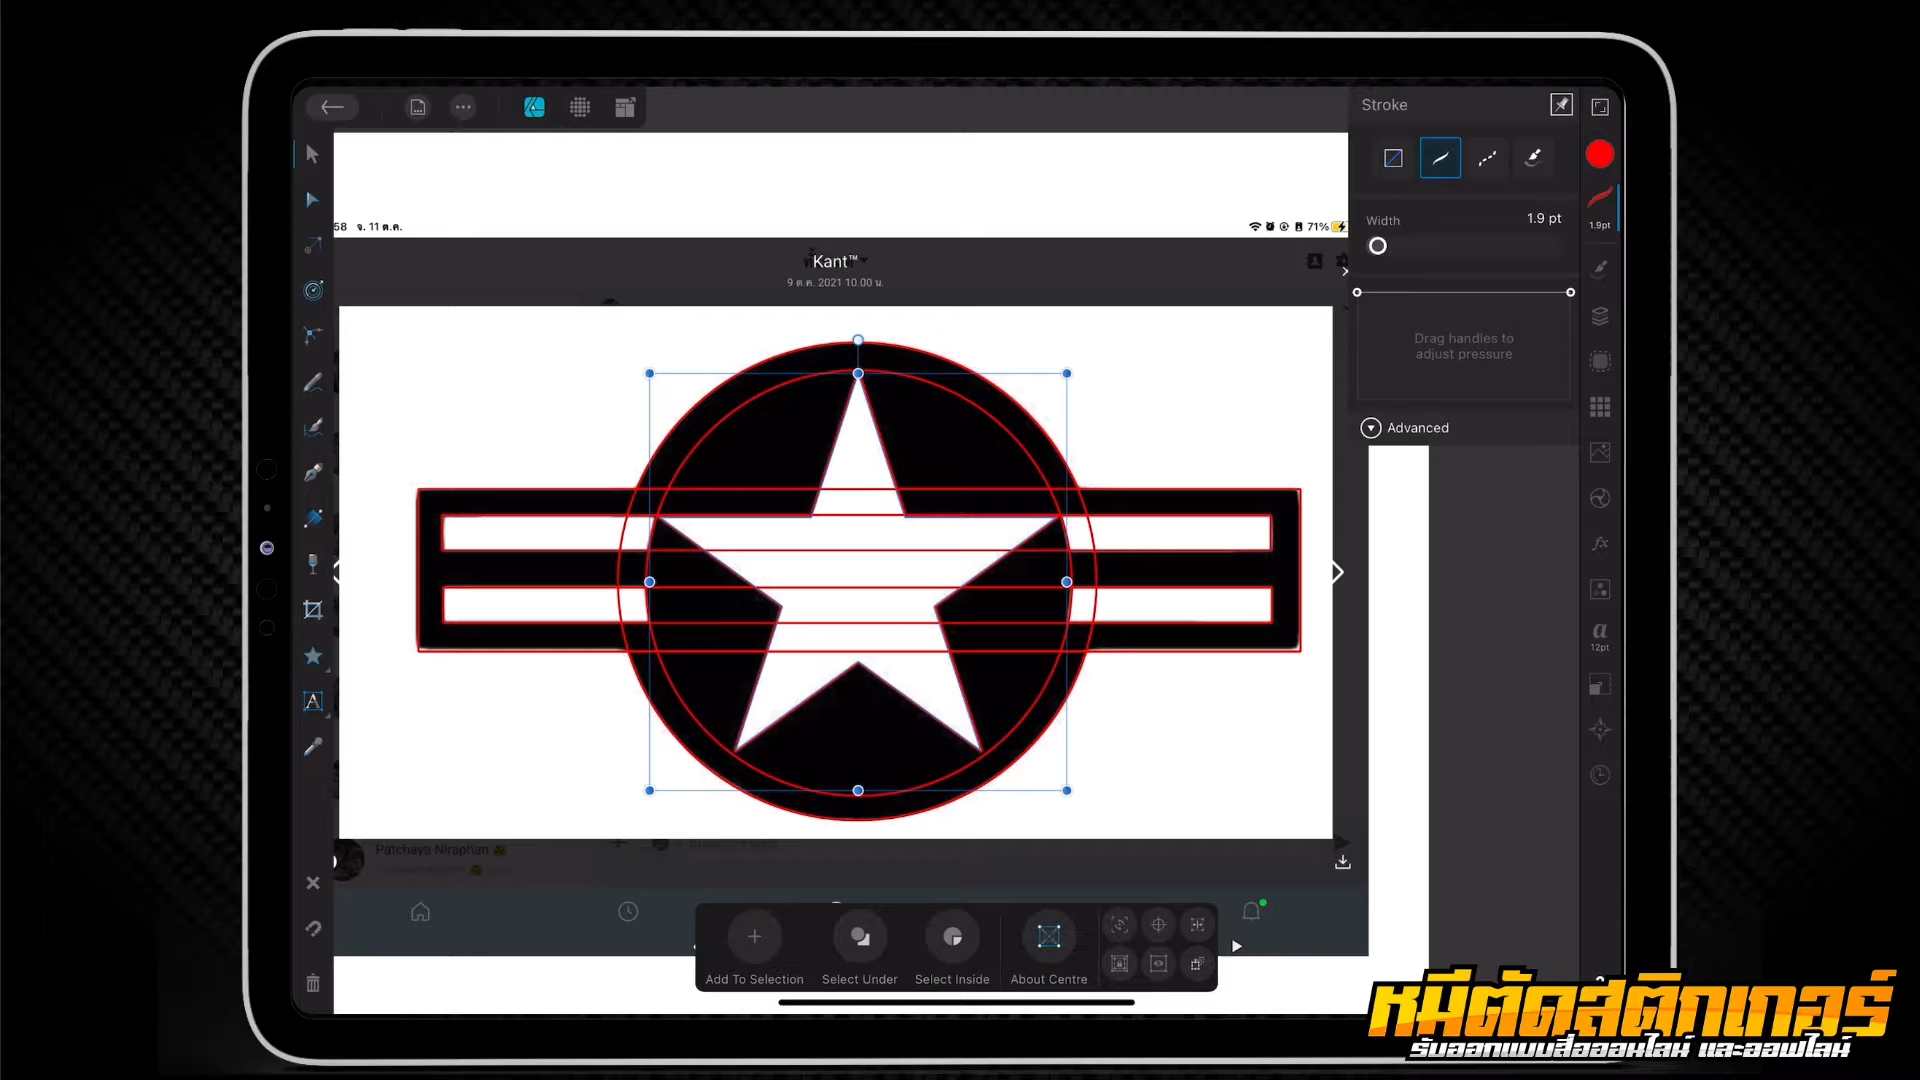 Stroke
Width
1.9 pt
1.9pt
58 จ. 11 ต.ค.
71%
Kant™
9 ต.ค. 2021 10.00 น.
Drag handles to
adjust pressure
Advanced
a
12pt
fx
A
Patchaya Niraphan
Add To Selection
Select Under
Select Inside
About Centre
หมีตัดสติกเกอร์
รับออกแบบสื่อออนไลน์ และออฟไลน์